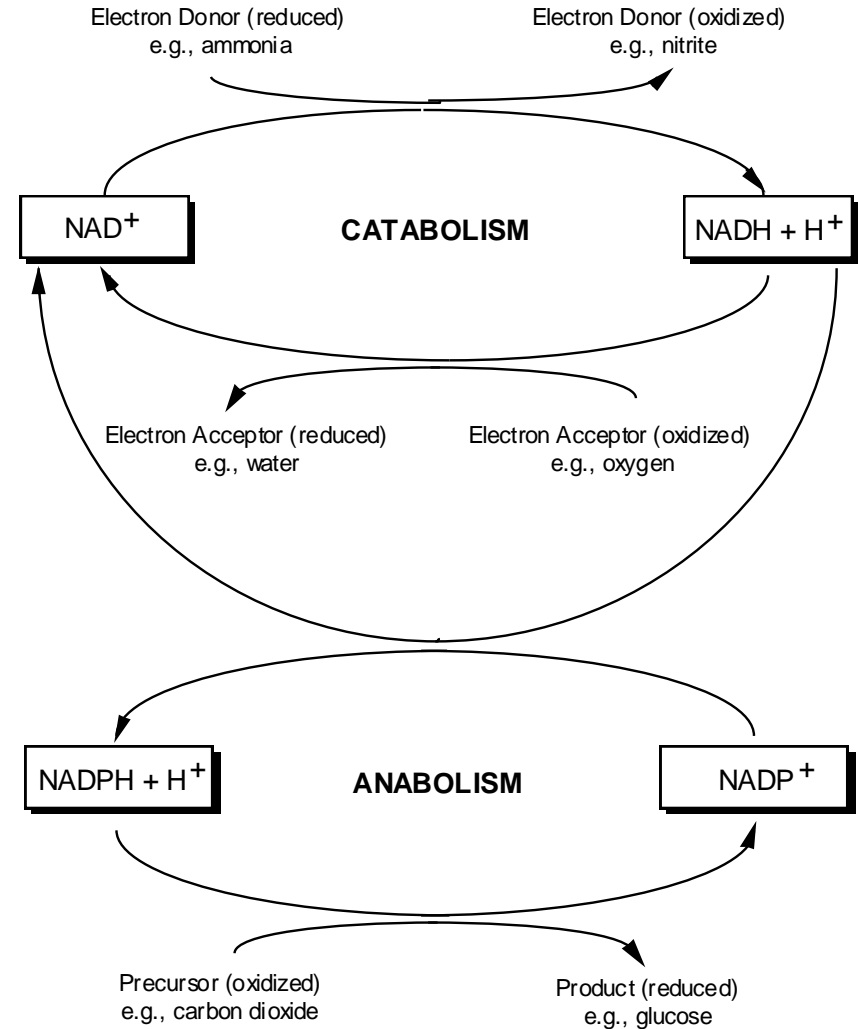 Electron Donor (reduced)
e.g., ammonia
Electron Donor (oxidized)
e.g., nitrite
NAD+
CATABOLISM
NADH + H+
Electron Acceptor (reduced)
e.g., water
Electron Acceptor (oxidized)
e.g., oxygen
NADPH + H+
ANABOLISM
NADP+
Precursor (oxidized)
e.g., carbon dioxide
Product (reduced)
e.g., glucose